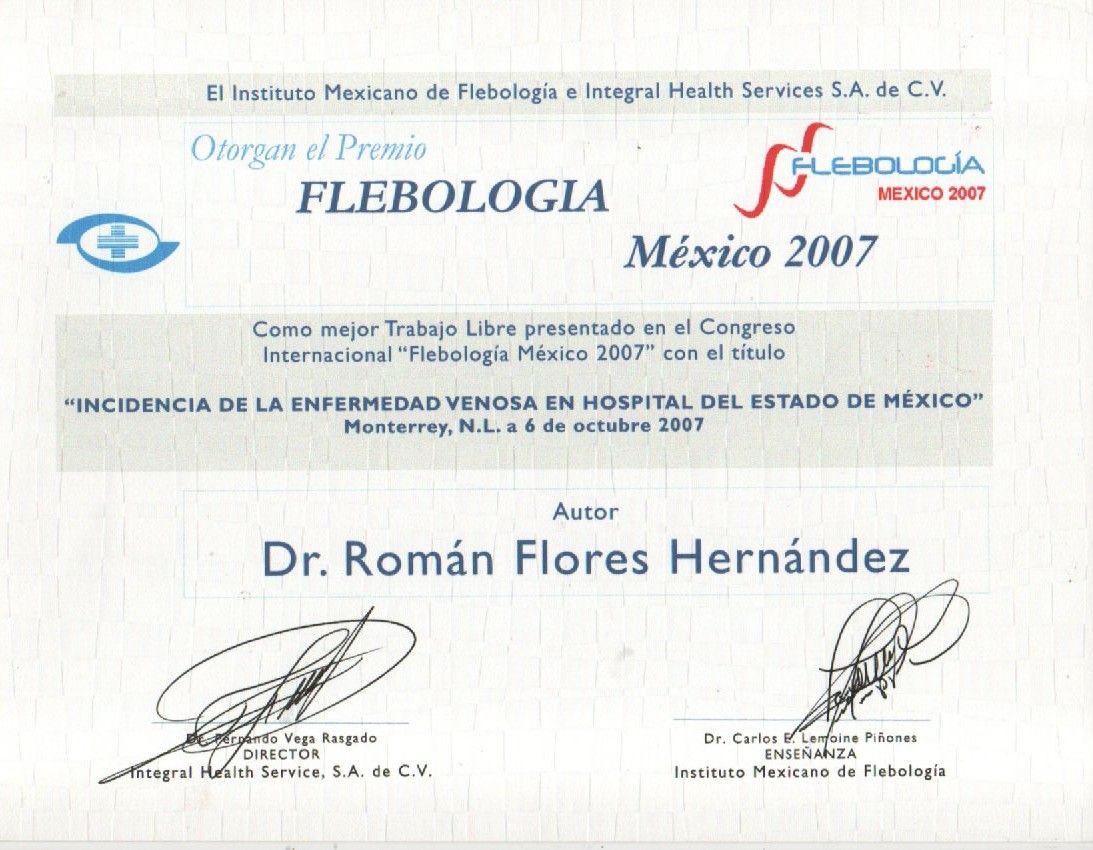 El Instituto Mexicano de Flebología e Integral Health Services S.A. de C.V.
Otorgan el Premio
FLEBOLOGIA
FLEBOLOGÍA
MEXICO 2007
México 2007
Como mejor Trabajo Libre presentado en el Congreso
Internacional “Flebología México 2007” con el título
“INCIDENCIA DE LA ENFERMEDAD VENOSA EN HOSPITAL DEL ESTADO DE MÉXICO”
Monterrey, N.L. a 6 de octubre 2007
Autor
Dr. Román Flores Hernández
Dr. Fernando Vega Rasgado
DIRECTOR
Integral Health Service, S.A. de C.V.
Dr. Carlos E. Lemoine Piñones
ENSEÑANZA
Instituto Mexicano de Flebología